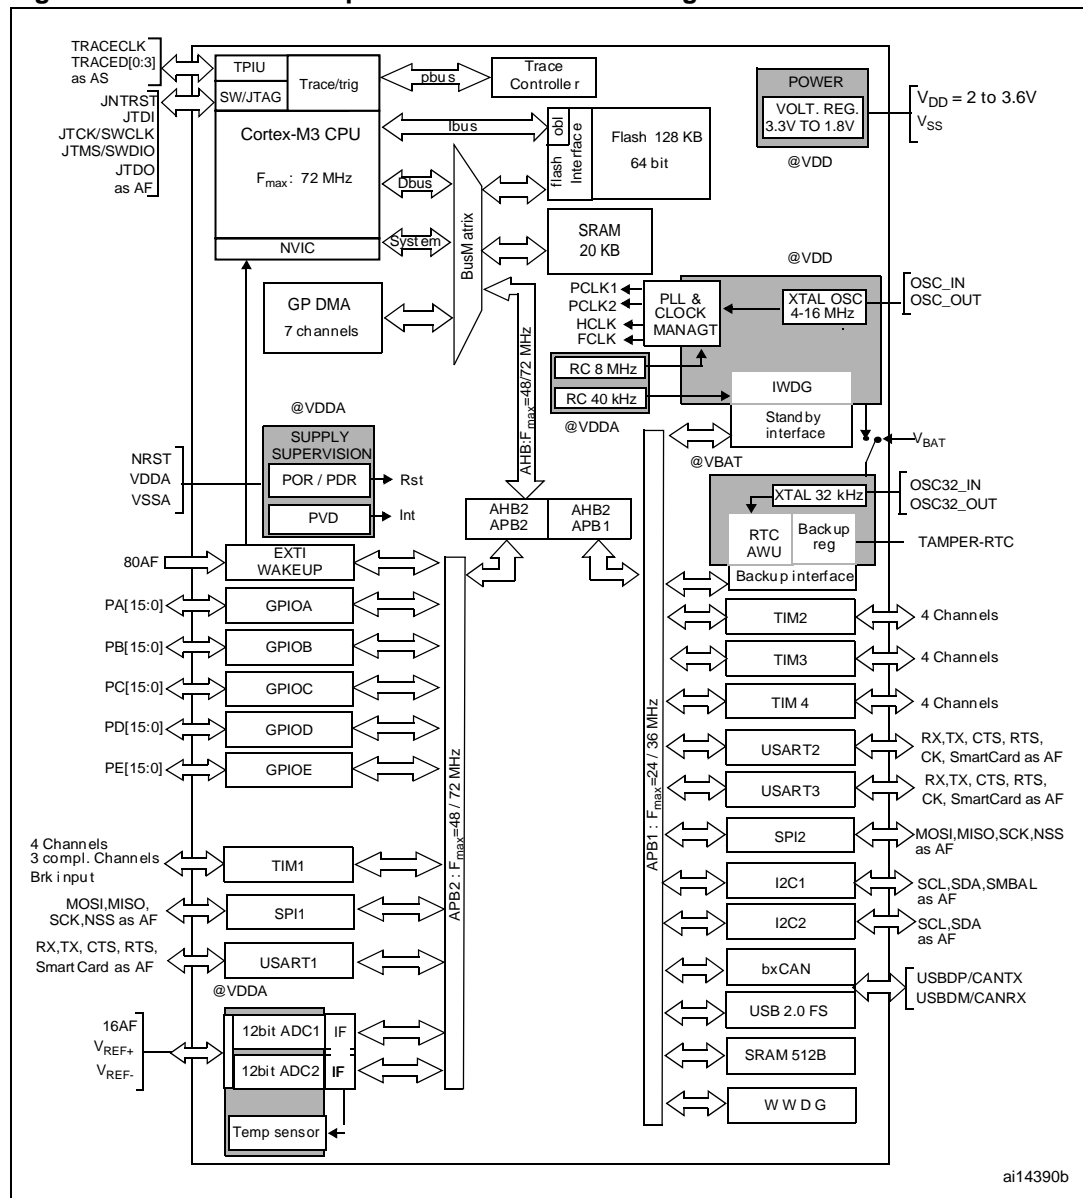 TRACECLK
TRACED[0:3]
as AS
TPIU
SW/JTAG
Trace/trig
pbus
Trace
Controller
POWER
VOLT. REG.
3.3V TO 1.8V
@VDD
VDD = 2 to 3.6V
VSS
JNTRST
JTDI
JTCK/SWCLK
JTMS/SWDIO
JTDO
as AF
Cortex-M3 CPU
Fmax: 72 MHz
NVIC
Ibus
Dbus
System
BusMatrix
flash
obl
Interface
Flash 128 KB
64 bit
SRAM
20 KB
GP DMA
7 channels
AHB:Fmax=48/72 MHz
PCLK1
PCLK2
HCLK
FCLK
PLL &
CLOCK
MANAGT
@VDD
XTAL OSC
4-16 MHz
OSC_IN
OSC_OUT
RC 8 MHz
RC 40 kHz
@VDDA
IWDG
Standby
interface
VBAT
@VBAT
@VDDA
SUPPLY
SUPERVISION
POR / PDR
PVD
Rst
Int
NRST
VDDA
VSSA
AHB2
APB2
AHB2
APB1
XTAL 32 kHz
OSC32_IN
OSC32_OUT
RTC
AWU
Backup
reg
TAMPER-RTC
Backup interface
80AF
EXTI
WAKEUP
PA[15:0]
GPIOA
PB[15:0]
GPIOB
PC[15:0]
GPIOC
PD[15:0]
GPIOD
PE[15:0]
GPIOE
4 Channels
3 compl. Channels
Brk input
TIM1
MOSI,MISO,
SCK,NSS as AF
SPI1
RX,TX, CTS, RTS,
SmartCard as AF
USART1
@VDDA
16AF
VREF+
VREF-
12bit ADC1
IF
12bit ADC2
IF
Temp sensor
APB2 : Fmax=48 / 72 MHz
APB1 : Fmax=24 / 36 MHz
TIM2
4 Channels
TIM3
4 Channels
TIM 4
4 Channels
USART2
RX,TX, CTS, RTS,
CK, SmartCard as AF
USART3
RX,TX, CTS, RTS,
CK, SmartCard as AF
SPI2
MOSI,MISO,SCK,NSS
as AF
I2C1
SCL,SDA,SMBAL
as AF
I2C2
SCL,SDA
as AF
bxCAN
USBDP/CANTX
USBDM/CANRX
USB 2.0 FS
SRAM 512B
WWDG
ai14390b